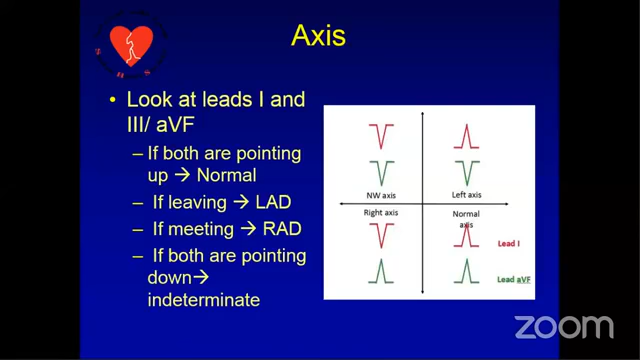 Axis
S H S
• Look at leads I and
III/ aVF
– If both are pointing
up → Normal
– If leaving → LAD
– If meeting → RAD
– If both are pointing
down→
indeterminate
NW axis
Left axis
Right axis
Normal
axis
Lead I
Lead aVF
zoom